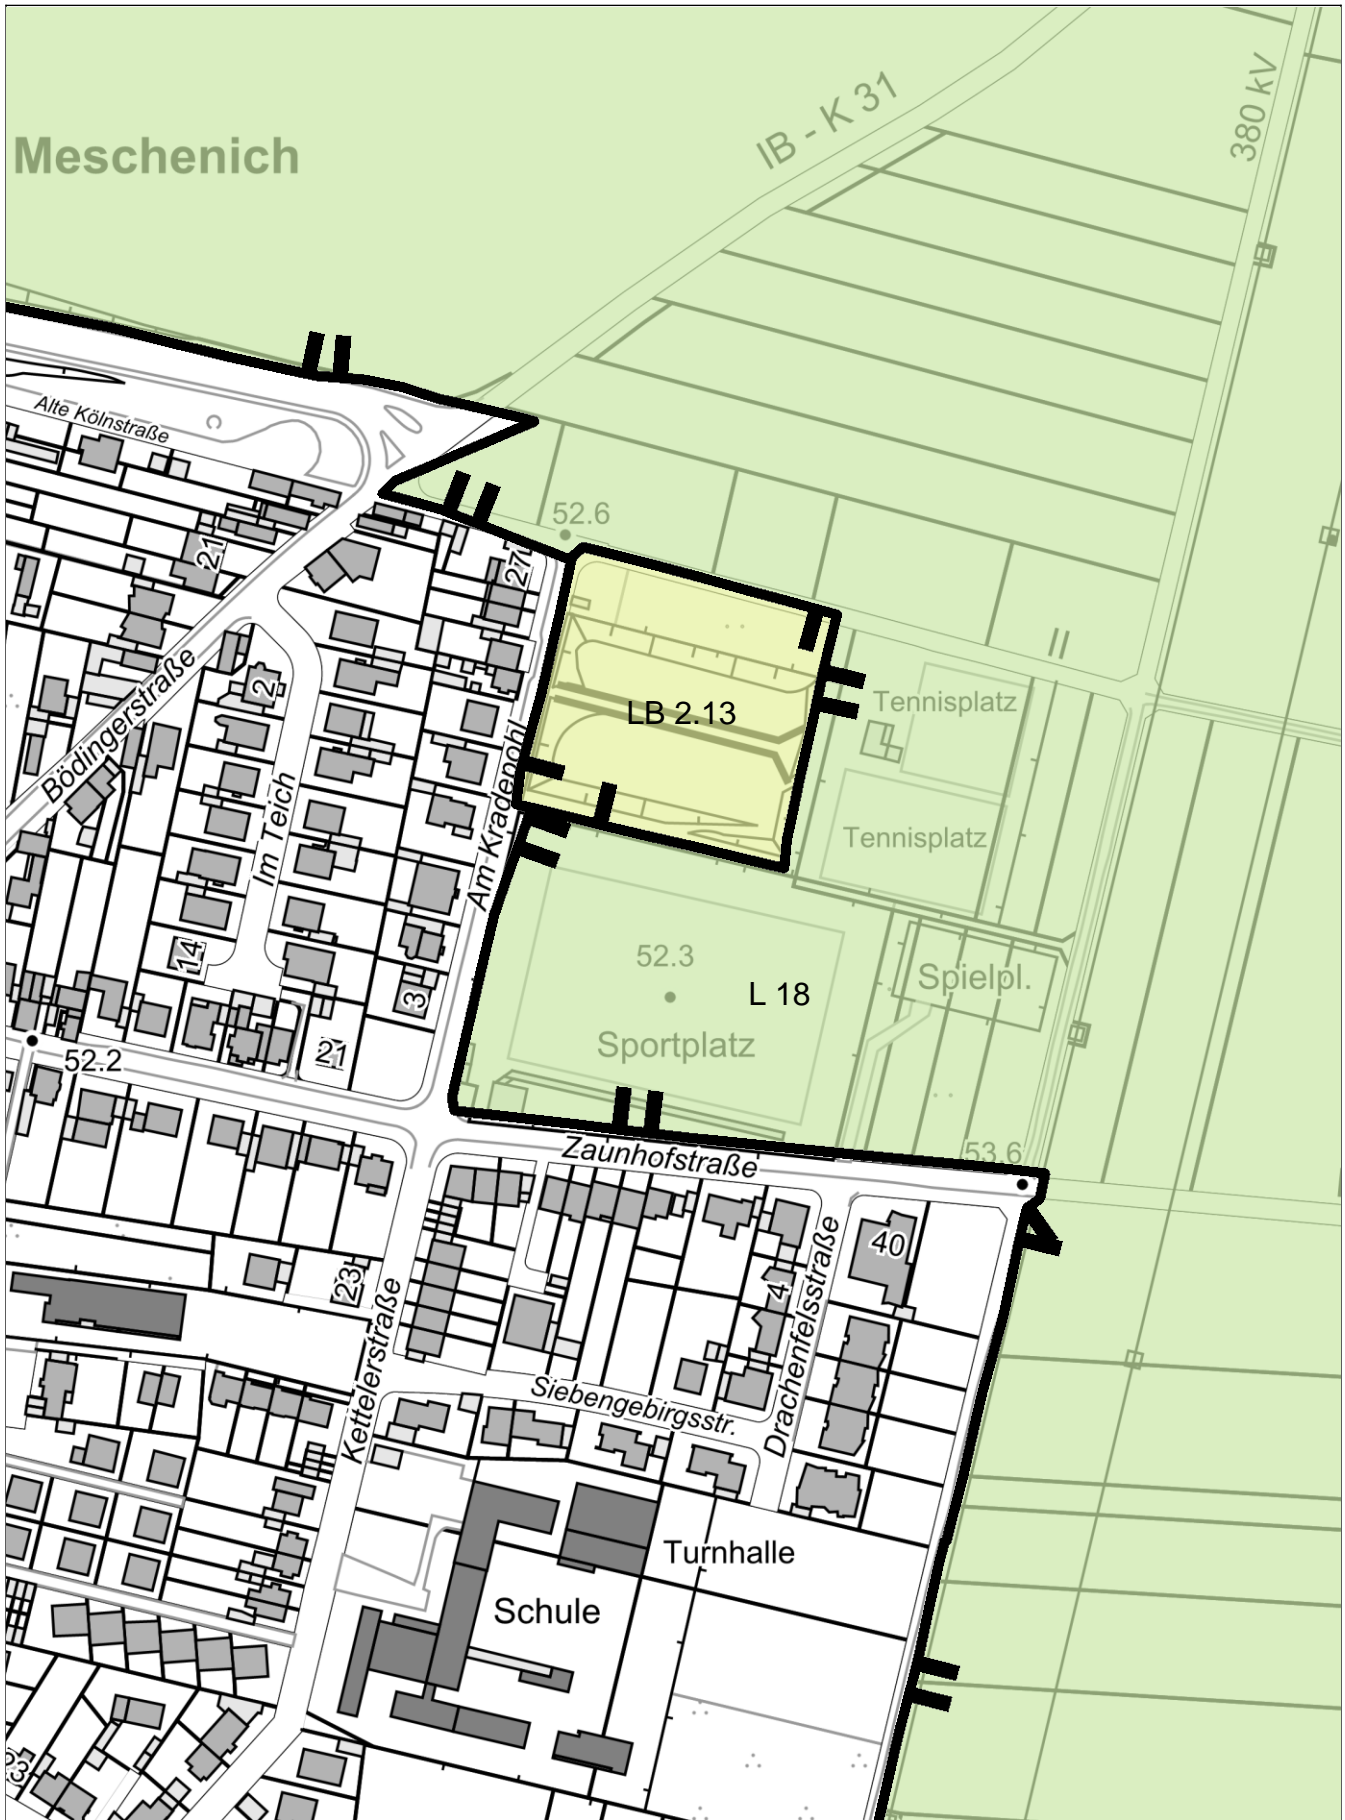 IB - K 31
380 kV
Meschenich
Alte Kölnstraße
52.6
21
27
2
Bödingerstraße
LB 2.13
Tennisplatz
Im Teich
Am Kradepohl
Tennisplatz
14
3
52.3
L 18
Spielpl.
Sportplatz
21
52.2
Zaunhofstraße
53.6
40
23
4
Kettelerstraße
Drachenfelsstraße
Siebengebirgsstr.
Turnhalle
Schule
23